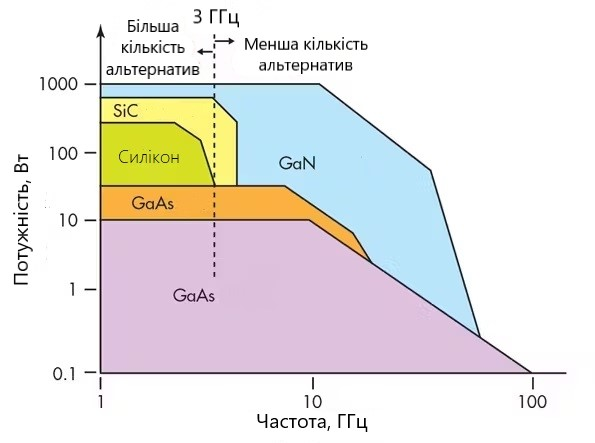 3 ГГц
Більша
кількість
альтернатив
Менша кількість
альтернатив
1000
100
10
1
0.1
Потужність, Вт
SiC
Силікон
GaN
GaAs
GaAs
1
10
100
Частота, ГГц